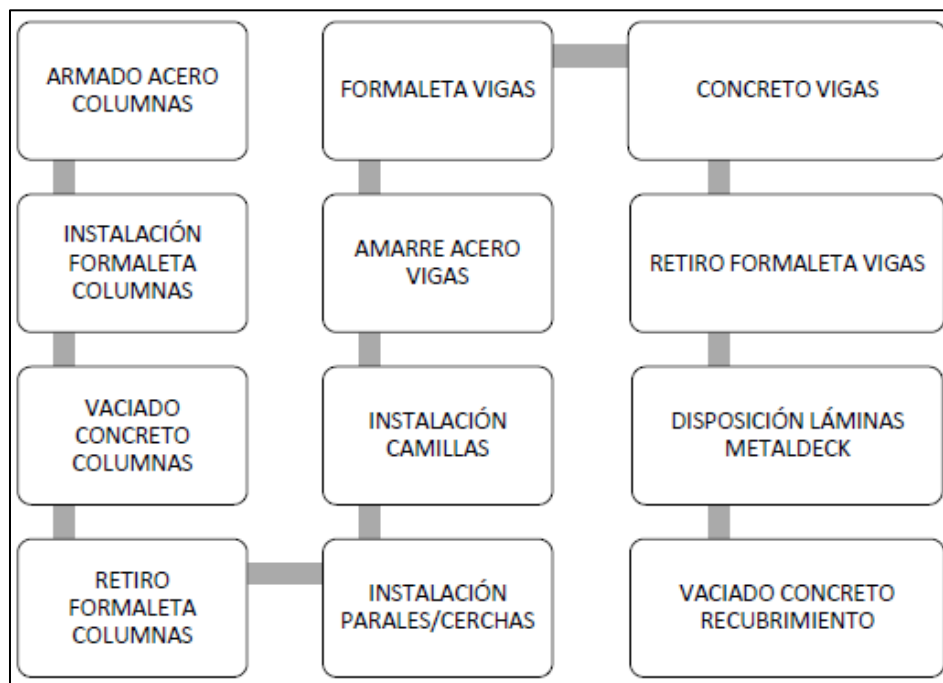 ARMADO ACERO
COLUMNAS
INSTALACIÓN
FORMALETA
COLUMNAS
VACIADO
CONCRETO
COLUMNAS
RETIRO
FORMALETA
COLUMNAS
INSTALACIÓN
PARALES/CERCHAS
INSTALACIÓN
CAMILLAS
AMARRE ACERO
VIGAS
FORMALETA VIGAS
CONCRETO VIGAS
RETIRO FORMALETA VIGAS
DISPOSICIÓN LÁMINAS
METALDECK
VACIADO CONCRETO
RECUBRIMIENTO